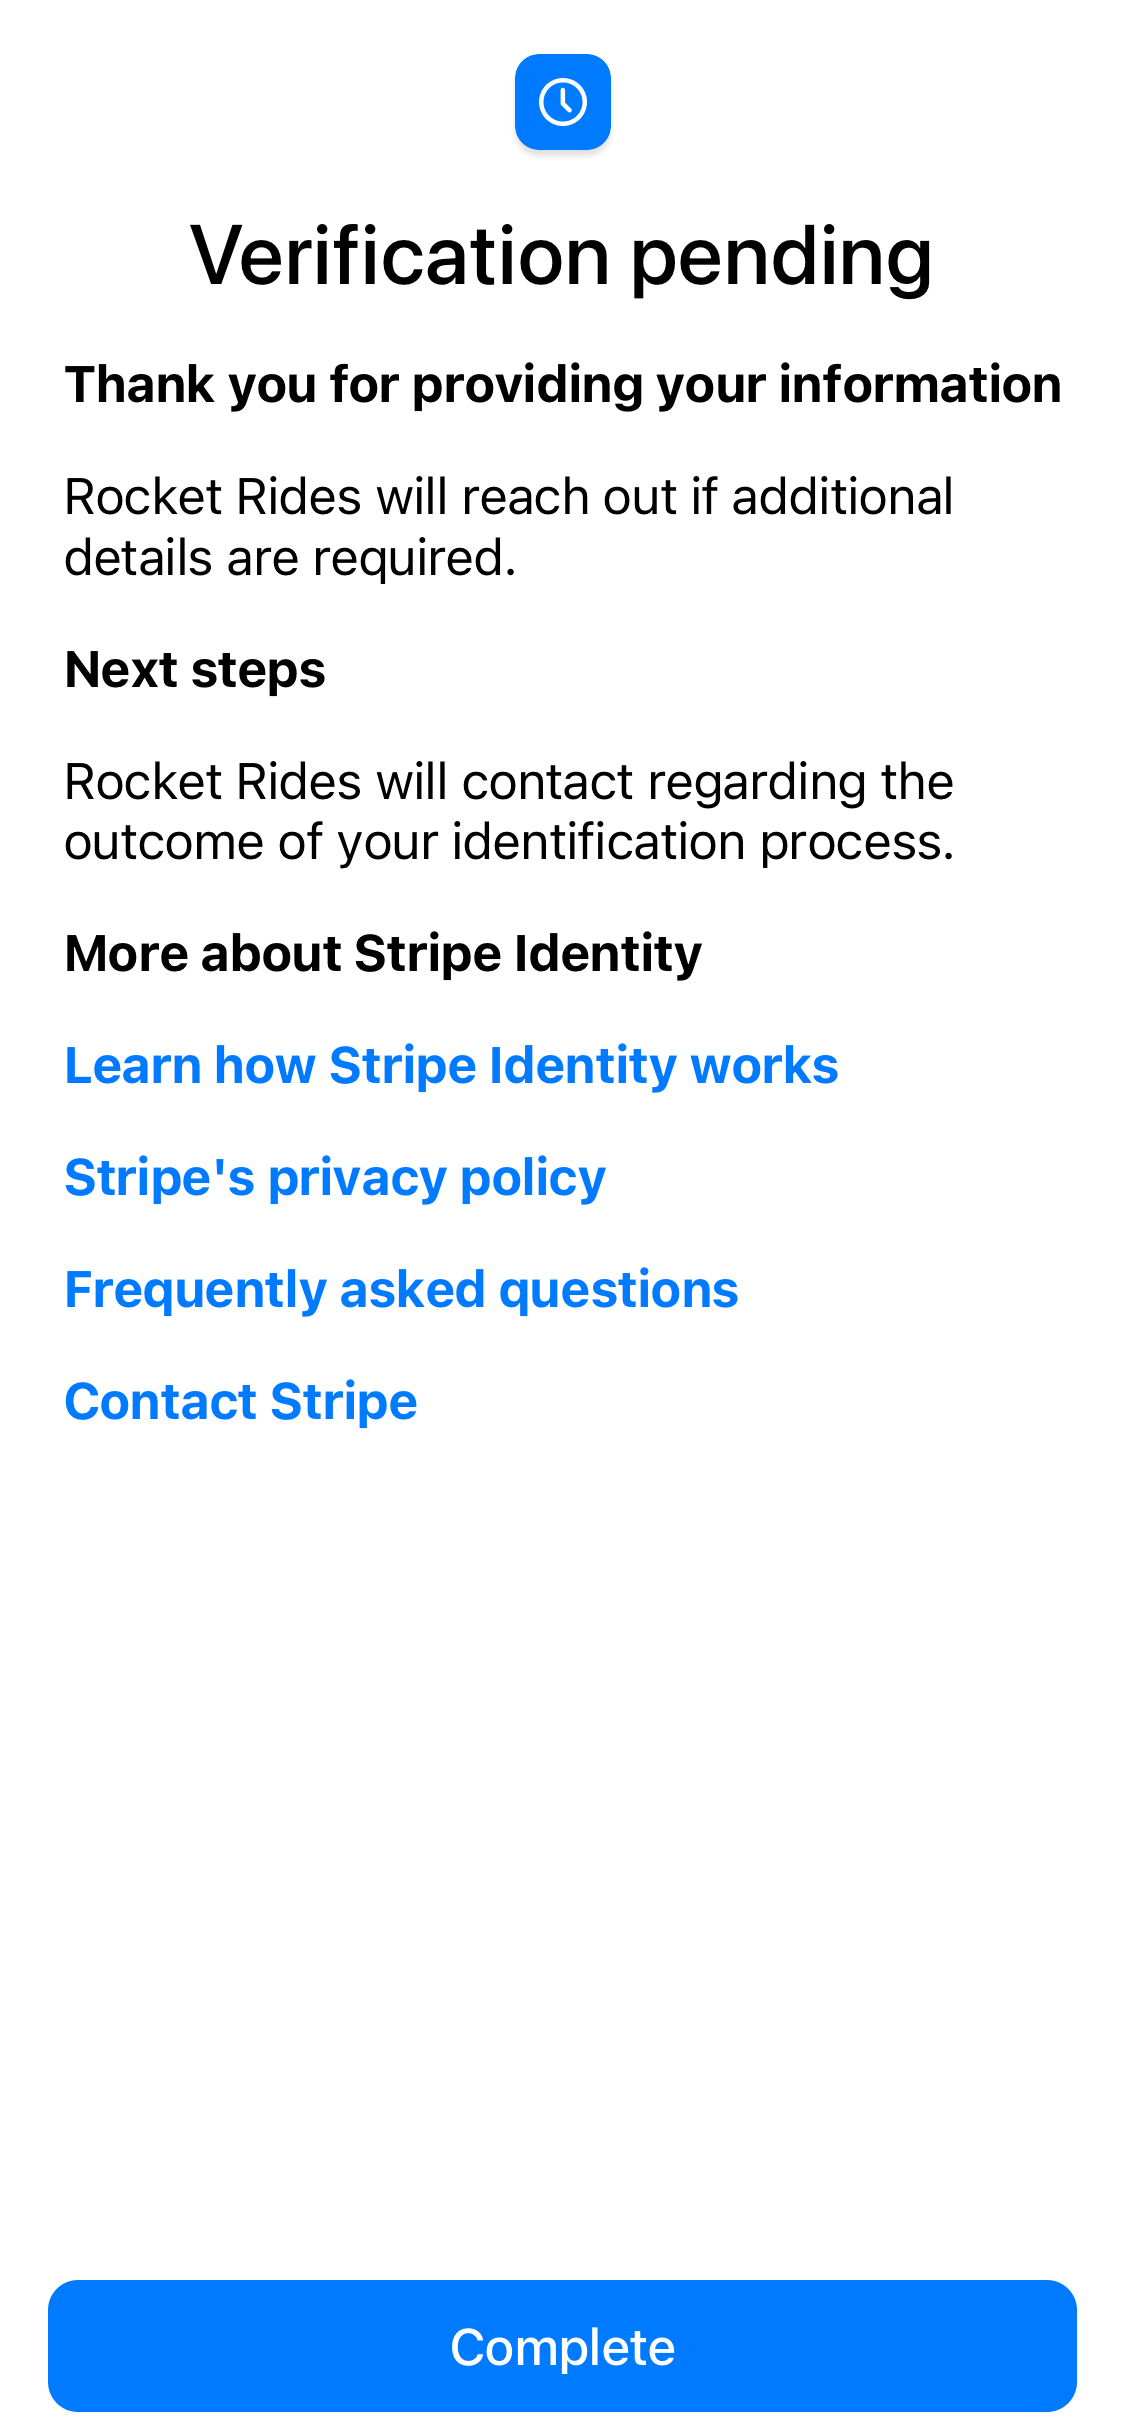 Verification pending
Thank you for providing your information
Rocket Rides will reach out if additional
details are required.
Next steps
Rocket Rides will contact regarding the
outcome of your identification process.
More about Stripe Identity
Learn how Stripe Identity works
Stripe's privacy policy
Frequently asked questions
Contact Stripe
Complete